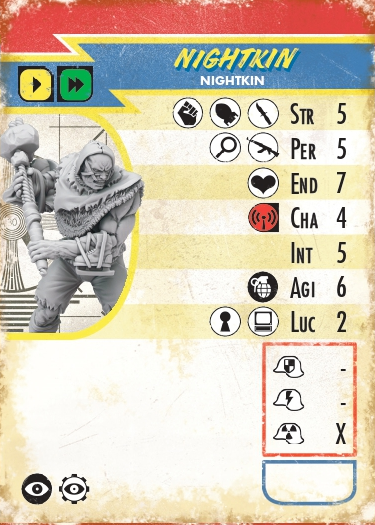 NIGHTKIN
NIGHTKIN
STR 5
PER 5
END 7
CHA 4
INT 5
AGI 6
LUC 2
-
-
X